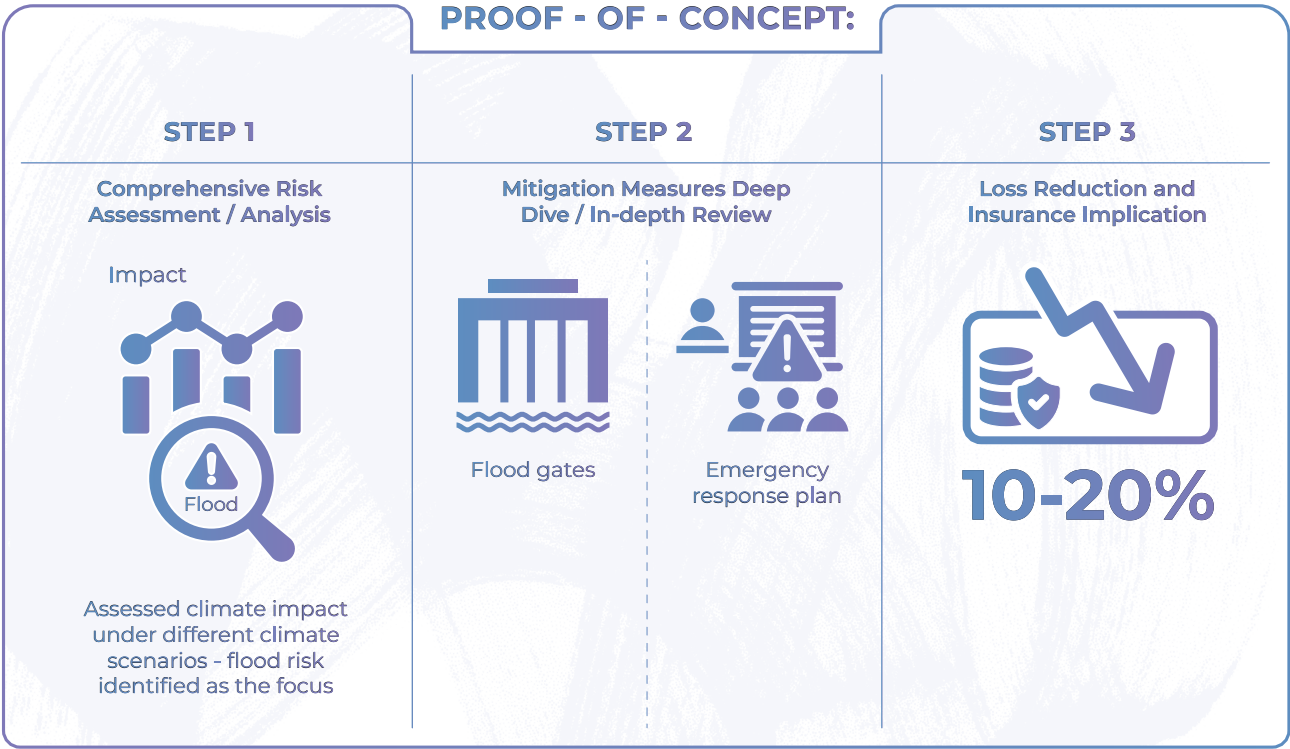 PROOF - OF - CONCEPT:
STEP 1
Comprehensive Risk
Assessment / Analysis
Impact
Flood
Assessed climate impact
under different climate
scenarios - flood risk
identified as the focus
STEP 2
Mitigation Measures Deep
Dive / In-depth Review
Flood gates
Emergency
response plan
STEP 3
Loss Reduction and
Insurance Implication
10-20%